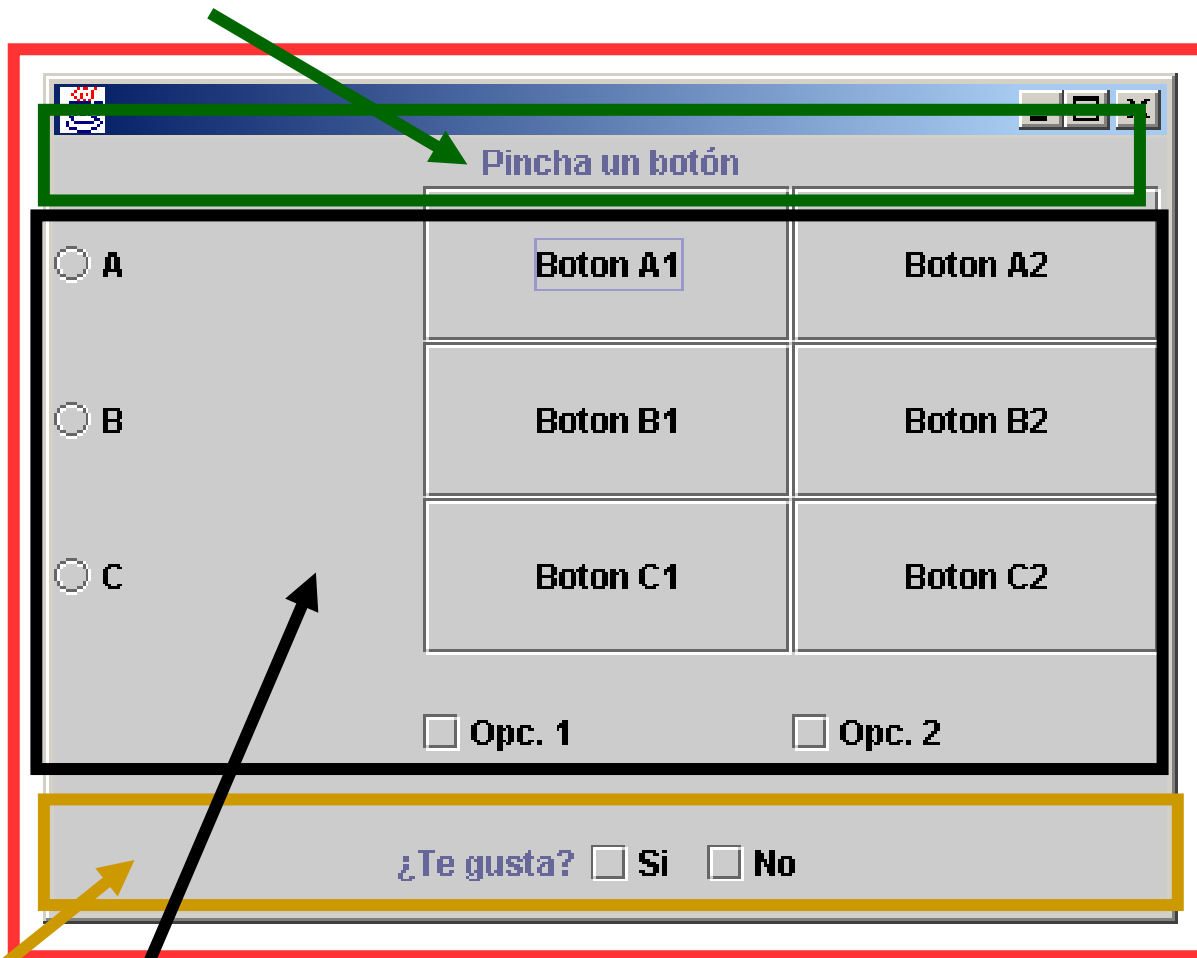 Pincha un botón
A Boton A1 Boton A2
B Boton B1 Boton B2
C Boton C1 Boton C2
Opc. 1 Opc. 2
¿Te gusta? Si No